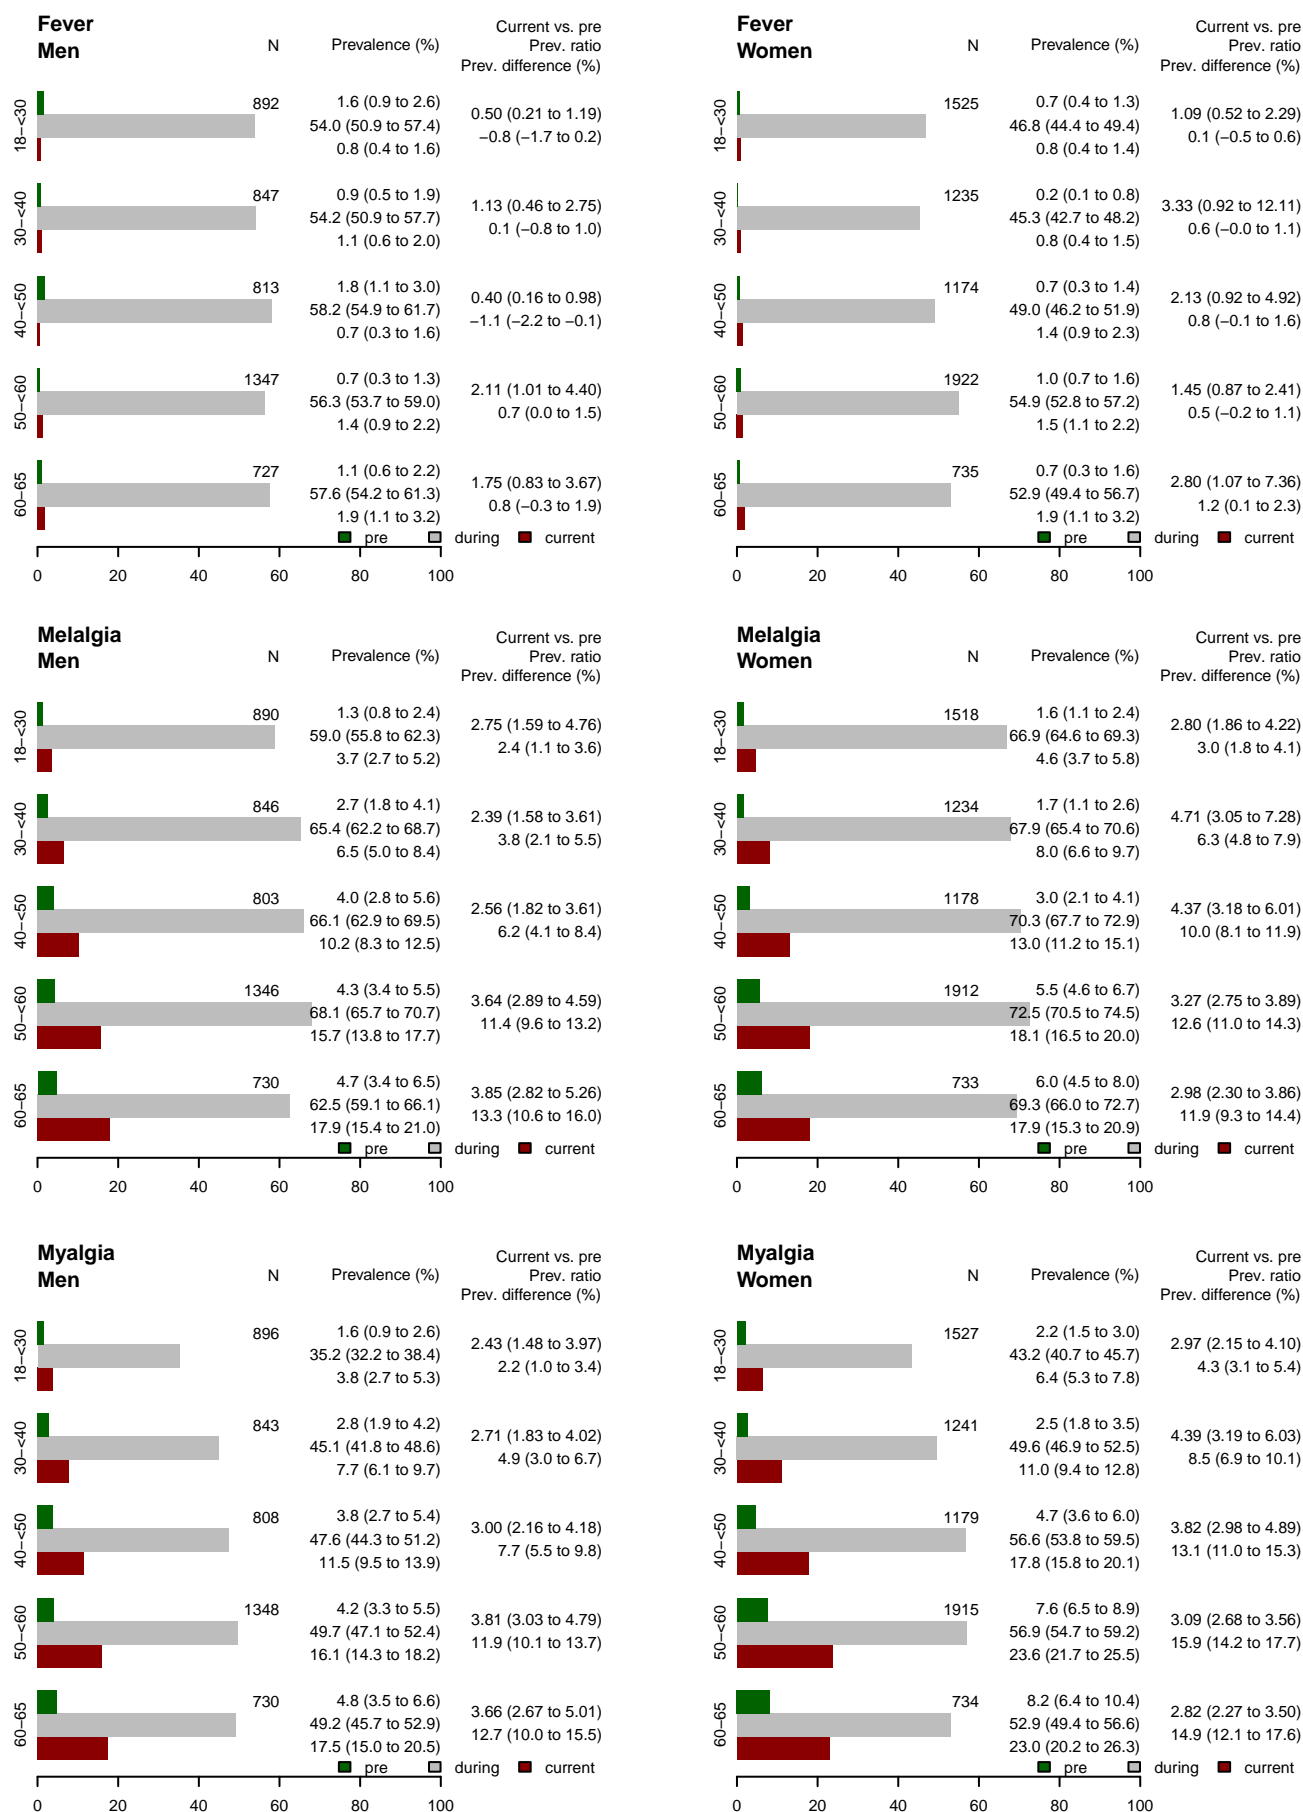 Fever
Men
N
Prevalence (%)
Current vs. pre
Prev. ratio
Prev. difference (%)
18−<30
892
1.6 (0.9 to 2.6)
54.0 (50.9 to 57.4)
0.8 (0.4 to 1.6)
0.50 (0.21 to 1.19)
−0.8 (−1.7 to 0.2)
30−<40
847
0.9 (0.5 to 1.9)
54.2 (50.9 to 57.7)
1.1 (0.6 to 2.0)
1.13 (0.46 to 2.75)
0.1 (−0.8 to 1.0)
40−<50
813
1.8 (1.1 to 3.0)
58.2 (54.9 to 61.7)
0.7 (0.3 to 1.6)
0.40 (0.16 to 0.98)
−1.1 (−2.2 to −0.1)
50−<60
1347
0.7 (0.3 to 1.3)
56.3 (53.7 to 59.0)
1.4 (0.9 to 2.2)
2.11 (1.01 to 4.40)
0.7 (0.0 to 1.5)
60−65
727
1.1 (0.6 to 2.2)
57.6 (54.2 to 61.3)
1.9 (1.1 to 3.2)
1.75 (0.83 to 3.67)
0.8 (−0.3 to 1.9)
pre during current
0 20 40 60 80 100
Fever
Women
N
Prevalence (%)
Current vs. pre
Prev. ratio
Prev. difference (%)
18−<30
1525
0.7 (0.4 to 1.3)
46.8 (44.4 to 49.4)
0.8 (0.4 to 1.4)
1.09 (0.52 to 2.29)
0.1 (−0.5 to 0.6)
30−<40
1235
0.2 (0.1 to 0.8)
45.3 (42.7 to 48.2)
0.8 (0.4 to 1.5)
3.33 (0.92 to 12.11)
0.6 (−0.0 to 1.1)
40−<50
1174
0.7 (0.3 to 1.4)
49.0 (46.2 to 51.9)
1.4 (0.9 to 2.3)
2.13 (0.92 to 4.92)
0.8 (−0.1 to 1.6)
50−<60
1922
1.0 (0.7 to 1.6)
54.9 (52.8 to 57.2)
1.5 (1.1 to 2.2)
1.45 (0.87 to 2.41)
0.5 (−0.2 to 1.1)
60−65
735
0.7 (0.3 to 1.6)
52.9 (49.4 to 56.7)
1.9 (1.1 to 3.2)
2.80 (1.07 to 7.36)
1.2 (0.1 to 2.3)
pre during current
0 20 40 60 80 100
Melalgia
Men
N
Prevalence (%)
Current vs. pre
Prev. ratio
Prev. difference (%)
18−<30
890
1.3 (0.8 to 2.4)
59.0 (55.8 to 62.3)
3.7 (2.7 to 5.2)
2.75 (1.59 to 4.76)
2.4 (1.1 to 3.6)
30−<40
846
2.7 (1.8 to 4.1)
65.4 (62.2 to 68.7)
6.5 (5.0 to 8.4)
2.39 (1.58 to 3.61)
3.8 (2.1 to 5.5)
40−<50
803
4.0 (2.8 to 5.6)
66.1 (62.9 to 69.5)
10.2 (8.3 to 12.5)
2.56 (1.82 to 3.61)
6.2 (4.1 to 8.4)
50−<60
1346
4.3 (3.4 to 5.5)
68.1 (65.7 to 70.7)
15.7 (13.8 to 17.7)
3.64 (2.89 to 4.59)
11.4 (9.6 to 13.2)
60−65
730
4.7 (3.4 to 6.5)
62.5 (59.1 to 66.1)
17.9 (15.4 to 21.0)
3.85 (2.82 to 5.26)
13.3 (10.6 to 16.0)
pre during current
0 20 40 60 80 100
Melalgia
Women
N
Prevalence (%)
Current vs. pre
Prev. ratio
Prev. difference (%)
18−<30
1518
1.6 (1.1 to 2.4)
66.9 (64.6 to 69.3)
4.6 (3.7 to 5.8)
2.80 (1.86 to 4.22)
3.0 (1.8 to 4.1)
30−<40
1234
1.7 (1.1 to 2.6)
67.9 (65.4 to 70.6)
8.0 (6.6 to 9.7)
4.71 (3.05 to 7.28)
6.3 (4.8 to 7.9)
40−<50
1178
3.0 (2.1 to 4.1)
70.3 (67.7 to 72.9)
13.0 (11.2 to 15.1)
4.37 (3.18 to 6.01)
10.0 (8.1 to 11.9)
50−<60
1912
5.5 (4.6 to 6.7)
72.5 (70.5 to 74.5)
18.1 (16.5 to 20.0)
3.27 (2.75 to 3.89)
12.6 (11.0 to 14.3)
60−65
733
6.0 (4.5 to 8.0)
69.3 (66.0 to 72.7)
17.9 (15.3 to 20.9)
2.98 (2.30 to 3.86)
11.9 (9.3 to 14.4)
pre during current
0 20 40 60 80 100
Myalgia
Men
N
Prevalence (%)
Current vs. pre
Prev. ratio
Prev. difference (%)
18−<30
896
1.6 (0.9 to 2.6)
35.2 (32.2 to 38.4)
3.8 (2.7 to 5.3)
2.43 (1.48 to 3.97)
2.2 (1.0 to 3.4)
30−<40
843
2.8 (1.9 to 4.2)
45.1 (41.8 to 48.6)
7.7 (6.1 to 9.7)
2.71 (1.83 to 4.02)
4.9 (3.0 to 6.7)
40−<50
808
3.8 (2.7 to 5.4)
47.6 (44.3 to 51.2)
11.5 (9.5 to 13.9)
3.00 (2.16 to 4.18)
7.7 (5.5 to 9.8)
50−<60
1348
4.2 (3.3 to 5.5)
49.7 (47.1 to 52.4)
16.1 (14.3 to 18.2)
3.81 (3.03 to 4.79)
11.9 (10.1 to 13.7)
60−65
730
4.8 (3.5 to 6.6)
49.2 (45.7 to 52.9)
17.5 (15.0 to 20.5)
3.66 (2.67 to 5.01)
12.7 (10.0 to 15.5)
pre during current
0 20 40 60 80 100
Myalgia
Women
N
Prevalence (%)
Current vs. pre
Prev. ratio
Prev. difference (%)
18−<30
1527
2.2 (1.5 to 3.0)
43.2 (40.7 to 45.7)
6.4 (5.3 to 7.8)
2.97 (2.15 to 4.10)
4.3 (3.1 to 5.4)
30−<40
1241
2.5 (1.8 to 3.5)
49.6 (46.9 to 52.5)
11.0 (9.4 to 12.8)
4.39 (3.19 to 6.03)
8.5 (6.9 to 10.1)
40−<50
1179
4.7 (3.6 to 6.0)
56.6 (53.8 to 59.5)
17.8 (15.8 to 20.1)
3.82 (2.98 to 4.89)
13.1 (11.0 to 15.3)
50−<60
1915
7.6 (6.5 to 8.9)
56.9 (54.7 to 59.2)
23.6 (21.7 to 25.5)
3.09 (2.68 to 3.56)
15.9 (14.2 to 17.7)
60−65
734
8.2 (6.4 to 10.4)
52.9 (49.4 to 56.6)
23.0 (20.2 to 26.3)
2.82 (2.27 to 3.50)
14.9 (12.1 to 17.6)
pre during current
0 20 40 60 80 100